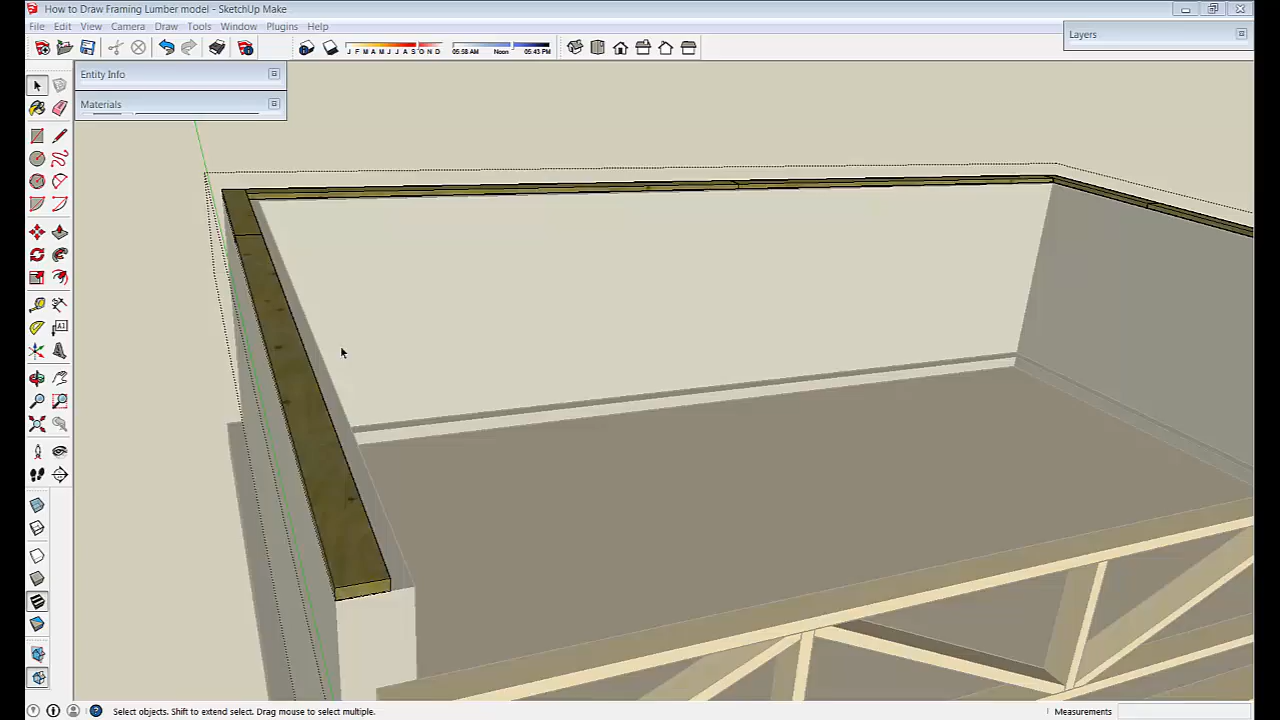 How to Draw Framing Lumber model - SketchUp Make
File Edit View Camera Draw Tools Window Plugins Help
J F M A M J J A S O N D 05:58 AM Noon 05:43 PM
Layers
Entity Info
Materials
Select objects. Shift to extend select. Drag mouse to select multiple. Measurements